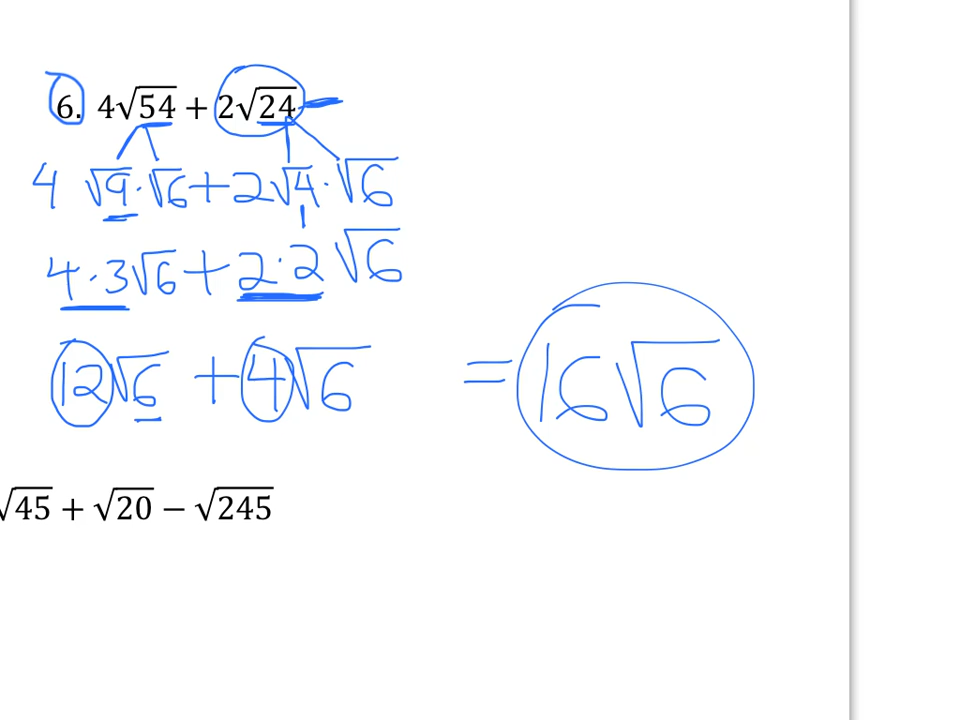 6. 4√54 + 2√24
4 √9·√6+2√4·√6
4·3√6+2·2√6
12√6 +4√6 =16√6
√45 + √20 − √245